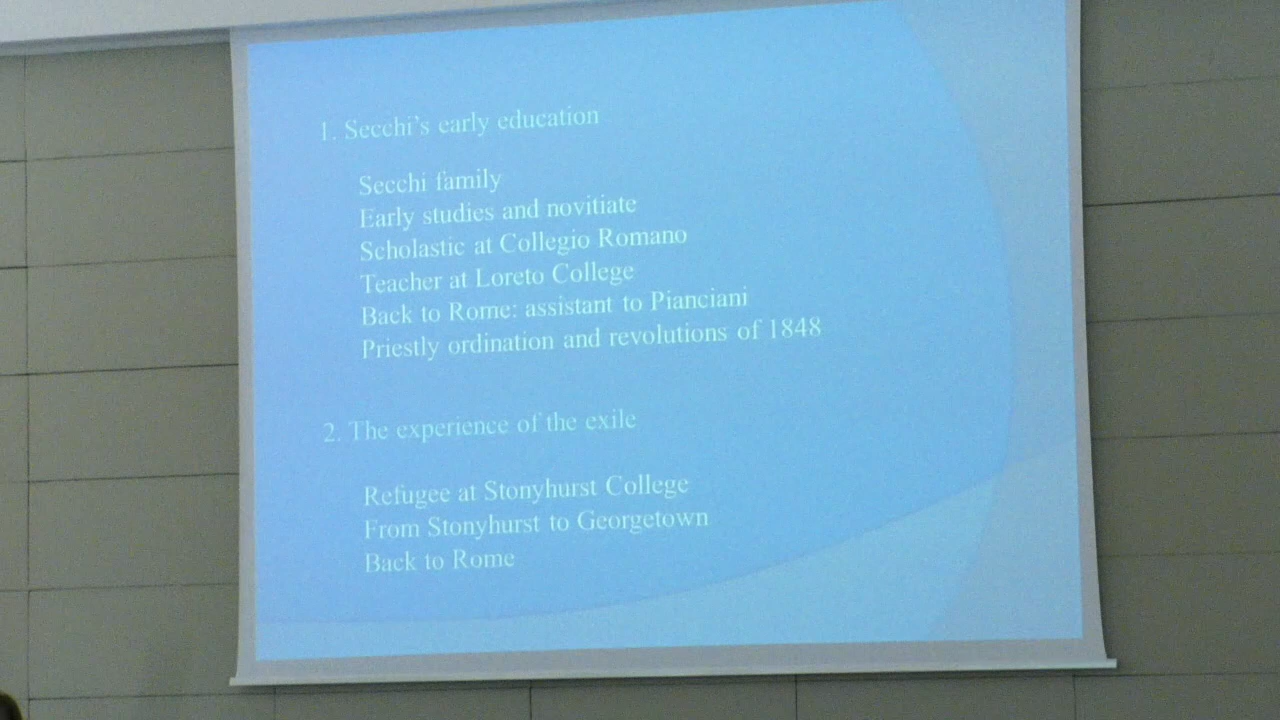 1. Secchi's early education
Secchi family
Early studies and novitiate
Scholastic at Collegio Romano
Teacher at Loreto College
Back to Rome: assistant to Pianciani
Priestly ordination and revolutions of 1848
2. The experience of the exile
Refugee at Stonyhurst College
From Stonyhurst to Georgetown
Back to Rome